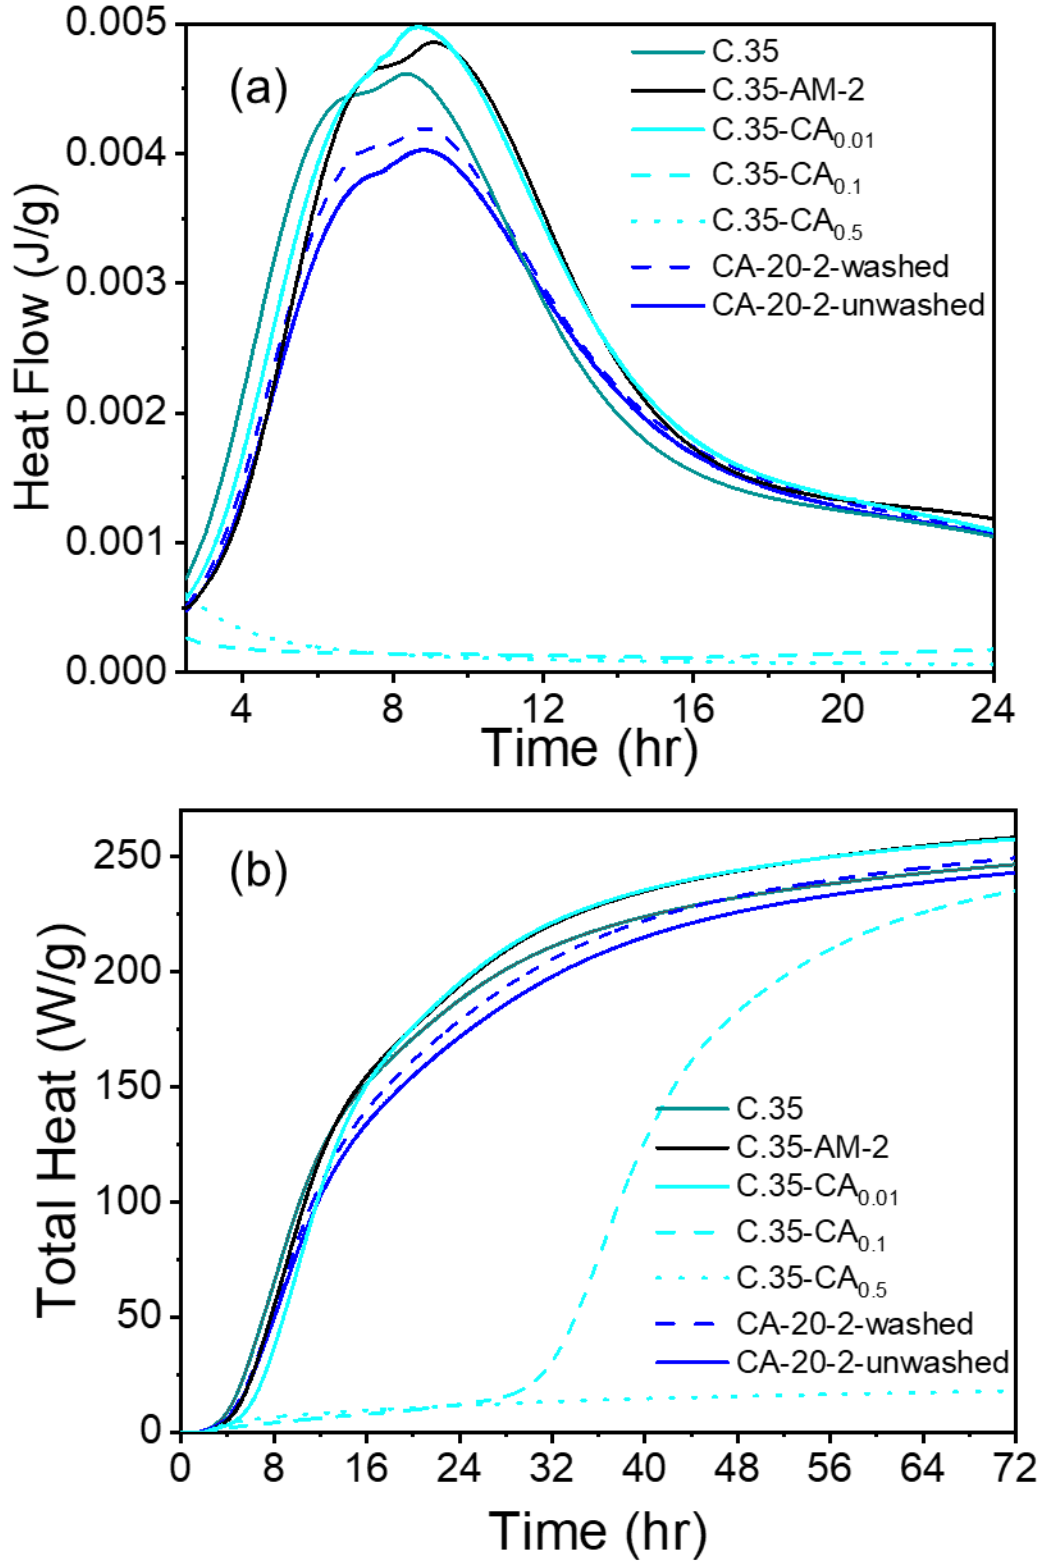 (a)
Heat Flow (J/g)
0.005
0.004
0.003
0.002
0.001
0.000
C.35
C.35-AM-2
C.35-CA0.01
C.35-CA0.1
C.35-CA0.5
CA-20-2-washed
CA-20-2-unwashed
4 8 12 16 20 24
Time (hr)
(b)
Total Heat (W/g)
250
200
150
100
50
0
C.35
C.35-AM-2
C.35-CA0.01
C.35-CA0.1
C.35-CA0.5
CA-20-2-washed
CA-20-2-unwashed
0 8 16 24 32 40 48 56 64 72
Time (hr)